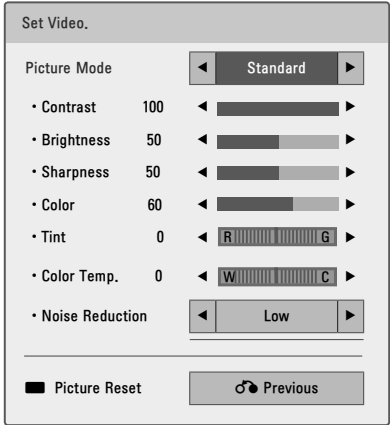 Set Video.
Picture Mode Standard
• Contrast 100
• Brightness 50
• Sharpness 50
• Color 60
• Tint 0 R G
• Color Temp. 0 W C
• Noise Reduction Low
Picture Reset Previous